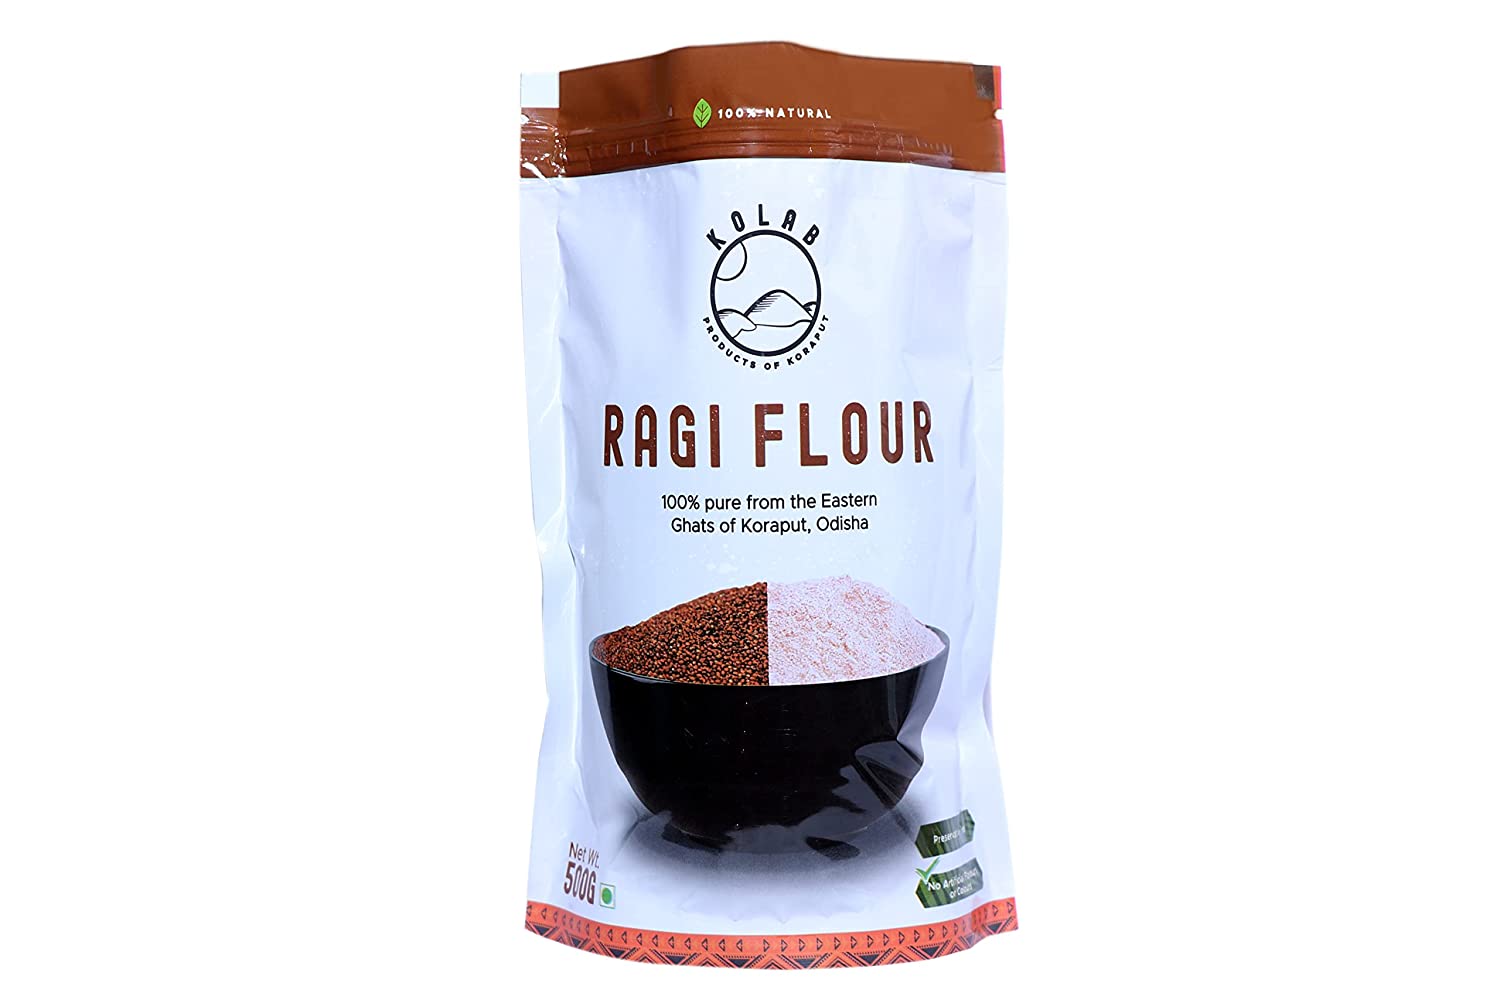 100% NATURAL
KOLAB
PRODUCTS OF KORAPUT
RAGI FLOUR
100% pure from the Eastern
Ghats of Koraput, Odisha
Net Wt.
500G
No
or